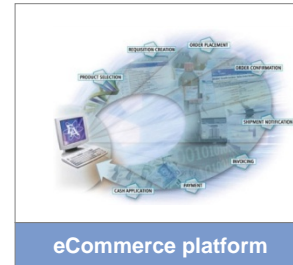 ORDER PLACEMENT
REQUISITION CREATION
ORDER CONFIRMATION
PRODUCT SELECTION
SHIPMENT NOTIFICATION
INVOICING
PAYMENT
CASH APPLICATION
eCommerce platform